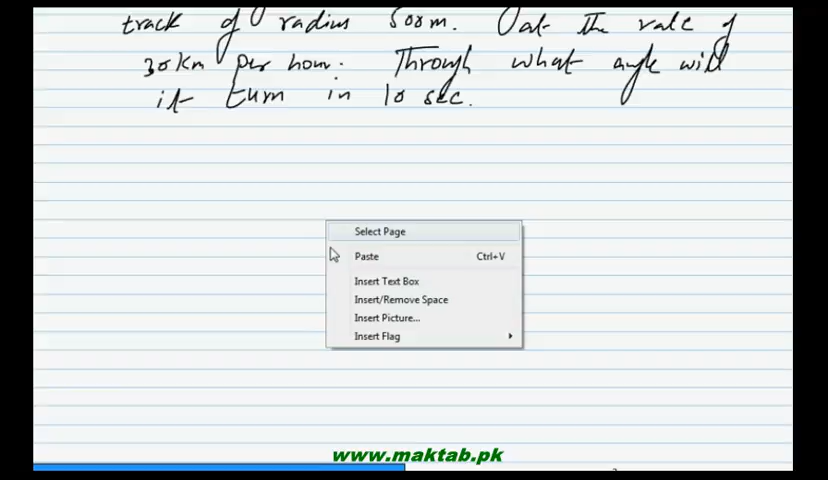 track of radius 500m. at the rate of
30km per hour. Through what angle will
it turn in 10 sec.
Select Page
Paste Ctrl+V
Insert Text Box
Insert/Remove Space
Insert Picture...
Insert Flag
www.maktab.pk